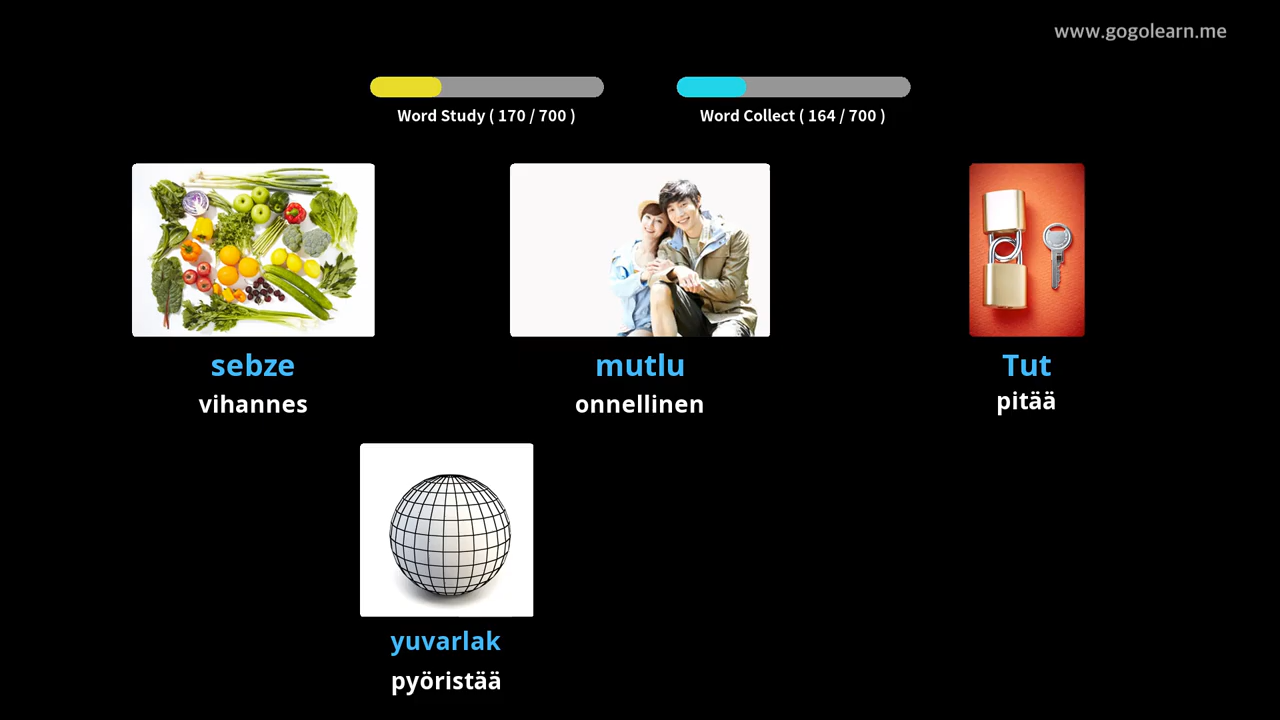 www.gogolearn.me
Word Study ( 170 / 700 )
Word Collect ( 164 / 700 )
sebze
vihannes
mutlu
onnellinen
Tut
pitää
yuvarlak
pyöristää